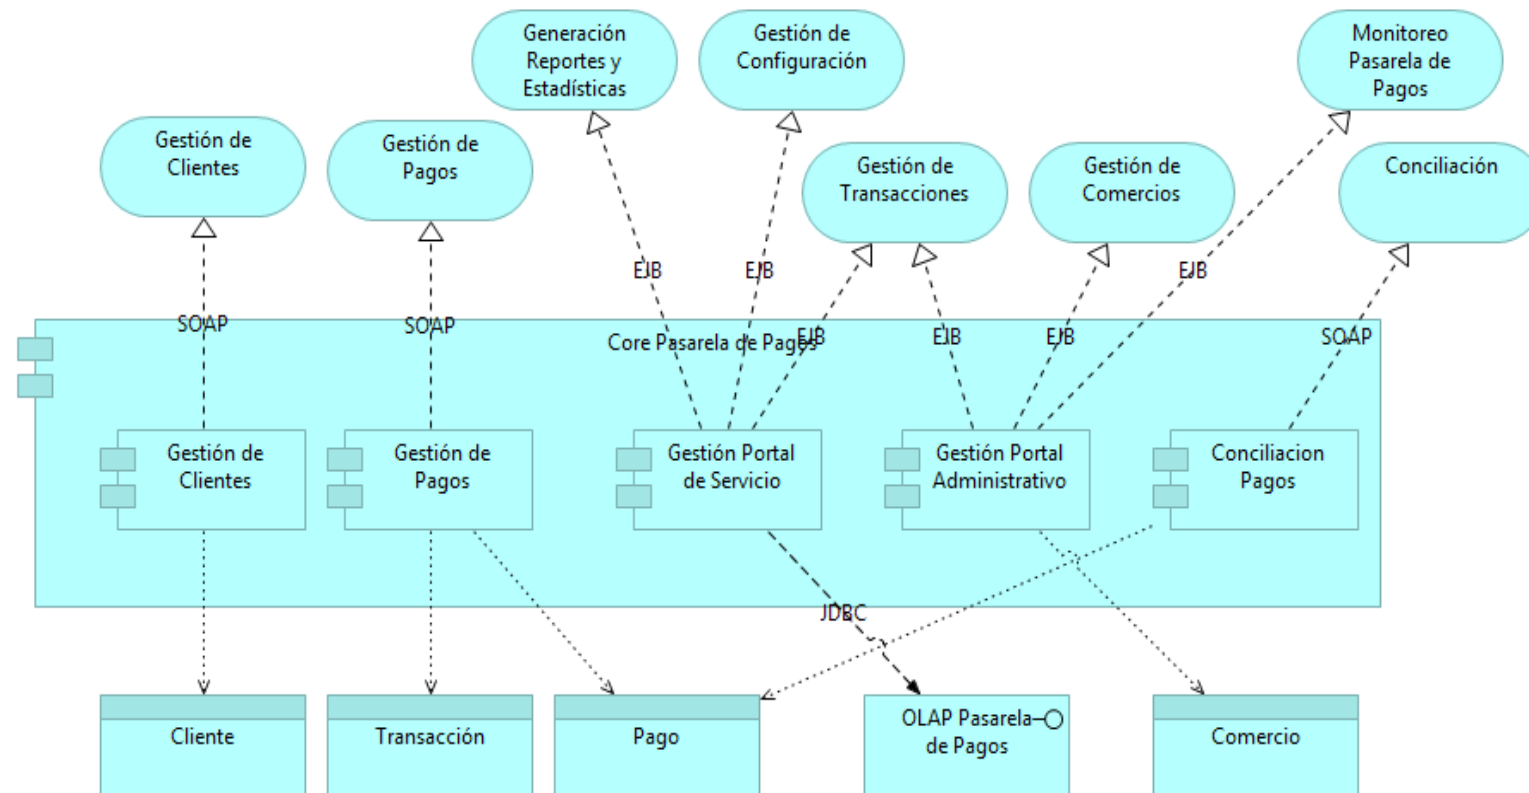 Generación
Reportes y
Estadísticas
Gestión de
Configuración
Monitoreo
Pasarela de
Pagos
Gestión de
Clientes
Gestión de
Pagos
Gestión de
Transacciones
Gestión de
Comercios
Conciliación
EJB
EJB
EJB
SOAP
SOAP
Core Pasarela de Pagos
EJB
EJB
EJB
SOAP
Gestión de
Clientes
Gestión de
Pagos
Gestión Portal
de Servicio
Gestión Portal
Administrativo
Conciliacion
Pagos
JDBC
Cliente
Transacción
Pago
OLAP Pasarela
de Pagos
Comercio